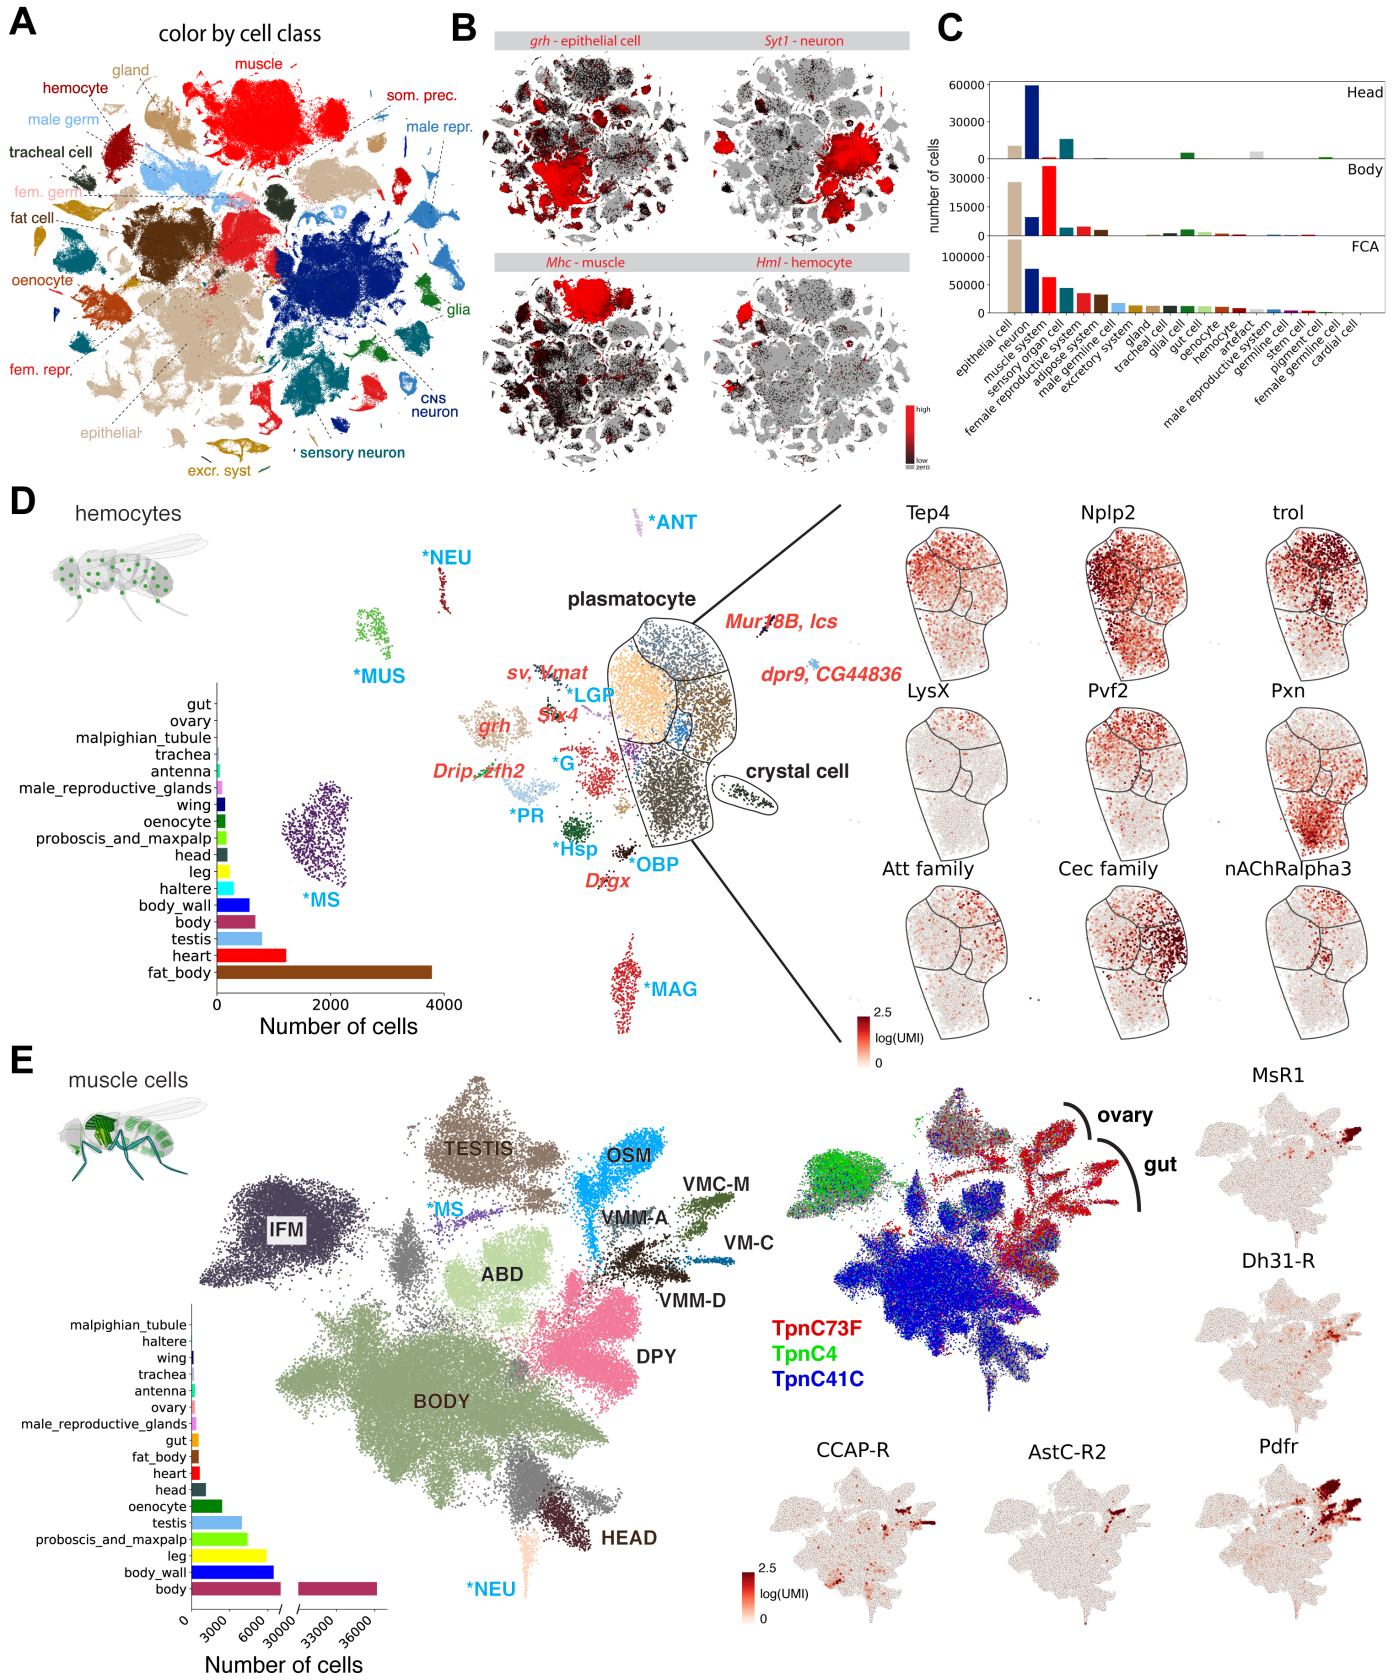 A
color by cell class
gland
muscle
hemocyte
som. prec.
male germ
male repr.
tracheal cell
fem. germ
fat cell
oenocyte
glia
fem. repr.
CNS
neuron
epithelial
sensory neuron
excr. syst
B
grh - epithelial cell
Syt1 - neuron
Mhc - muscle
Hml - hemocyte
high
low
zero
C
number of cells
60000
30000
0
Head
30000
15000
0
Body
100000
50000
0
FCA
epithelial cell
neuron
muscle system
sensory organ cell
female reproductive system
adipose system
male germline cell
excretory system
gland
tracheal cell
glial cell
gut cell
oenocyte
hemocyte
artefact
male reproductive system
germline cell
stem cell
pigment cell
female germline cell
cardial cell
D
hemocytes
*ANT
*NEU
plasmatocyte
Mur18B, lcs
*MUS
sv, Vmat
dpr9, CG44836
*LGP
Six4
grh
*G
Drip, zfh2
crystal cell
*PR
*Hsp
*OBP
Drgx
*MS
*MAG
gut
ovary
malpighian_tubule
trachea
antenna
male_reproductive_glands
wing
oenocyte
proboscis_and_maxpalp
head
leg
haltere
body_wall
body
testis
heart
fat_body
0 2000 4000
Number of cells
Tep4 Nplp2 trol
LysX Pvf2 Pxn
Att family Cec family nAChRalpha3
2.5
log(UMI)
0
E
muscle cells
TESTIS
OSM
VMC-M
*MS
VMM-A
IFM
VM-C
ABD
VMM-D
DPY
BODY
HEAD
*NEU
malpighian_tubule
haltere
wing
trachea
antenna
ovary
male_reproductive_glands
gut
fat_body
heart
head
oenocyte
testis
proboscis_and_maxpalp
leg
body_wall
body
0 3000 6000 30000 33000 36000
Number of cells
ovary
gut
TpnC73F
TpnC4
TpnC41C
MsR1
Dh31-R
CCAP-R
AstC-R2
Pdfr
2.5
log(UMI)
0